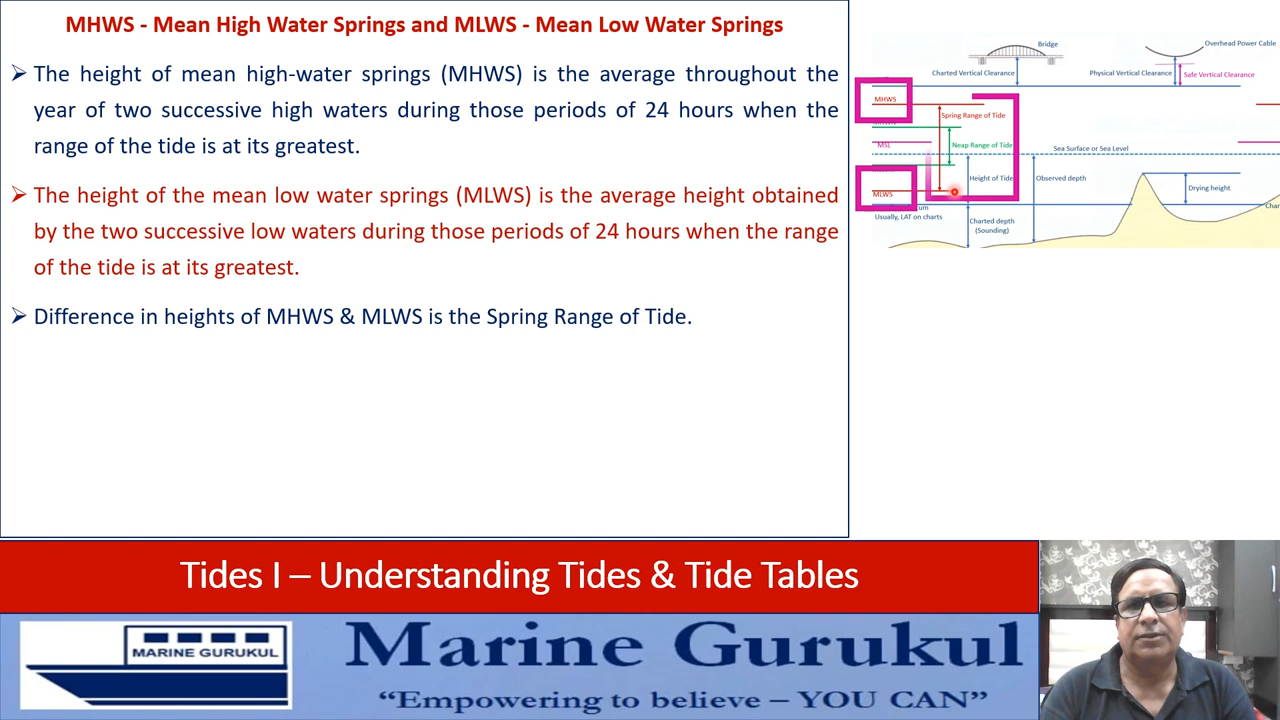 MHWS - Mean High Water Springs and MLWS - Mean Low Water Springs
The height of mean high-water springs (MHWS) is the average throughout the
year of two successive high waters during those periods of 24 hours when the
range of the tide is at its greatest.
The height of the mean low water springs (MLWS) is the average height obtained
by the two successive low waters during those periods of 24 hours when the range
of the tide is at its greatest.
Difference in heights of MHWS & MLWS is the Spring Range of Tide.
Bridge
Overhead Power Cable
Charted Vertical Clearance
Physical Vertical Clearance
Safe Vertical Clearance
MHWS
Spring Range of Tide
MSL
Neap Range of Tide
Sea Surface or Sea Level
Height of Tide
Observed depth
Drying height
MLWS
Usually, LAT on charts
Charted depth
(Sounding)
Tides I – Understanding Tides & Tide Tables
MARINE GURUKUL
Marine Gurukul
“Empowering to believe – YOU CAN”